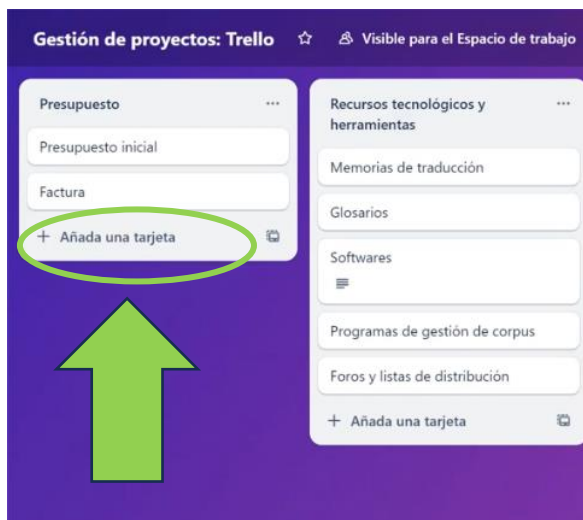 Gestión de proyectos: Trello
Visible para el Espacio de trabajo
Presupuesto
Presupuesto inicial
Factura
+ Añada una tarjeta
Recursos tecnológicos y
herramientas
Memorias de traducción
Glosarios
Softwares
Programas de gestión de corpus
Foros y listas de distribución
+ Añada una tarjeta